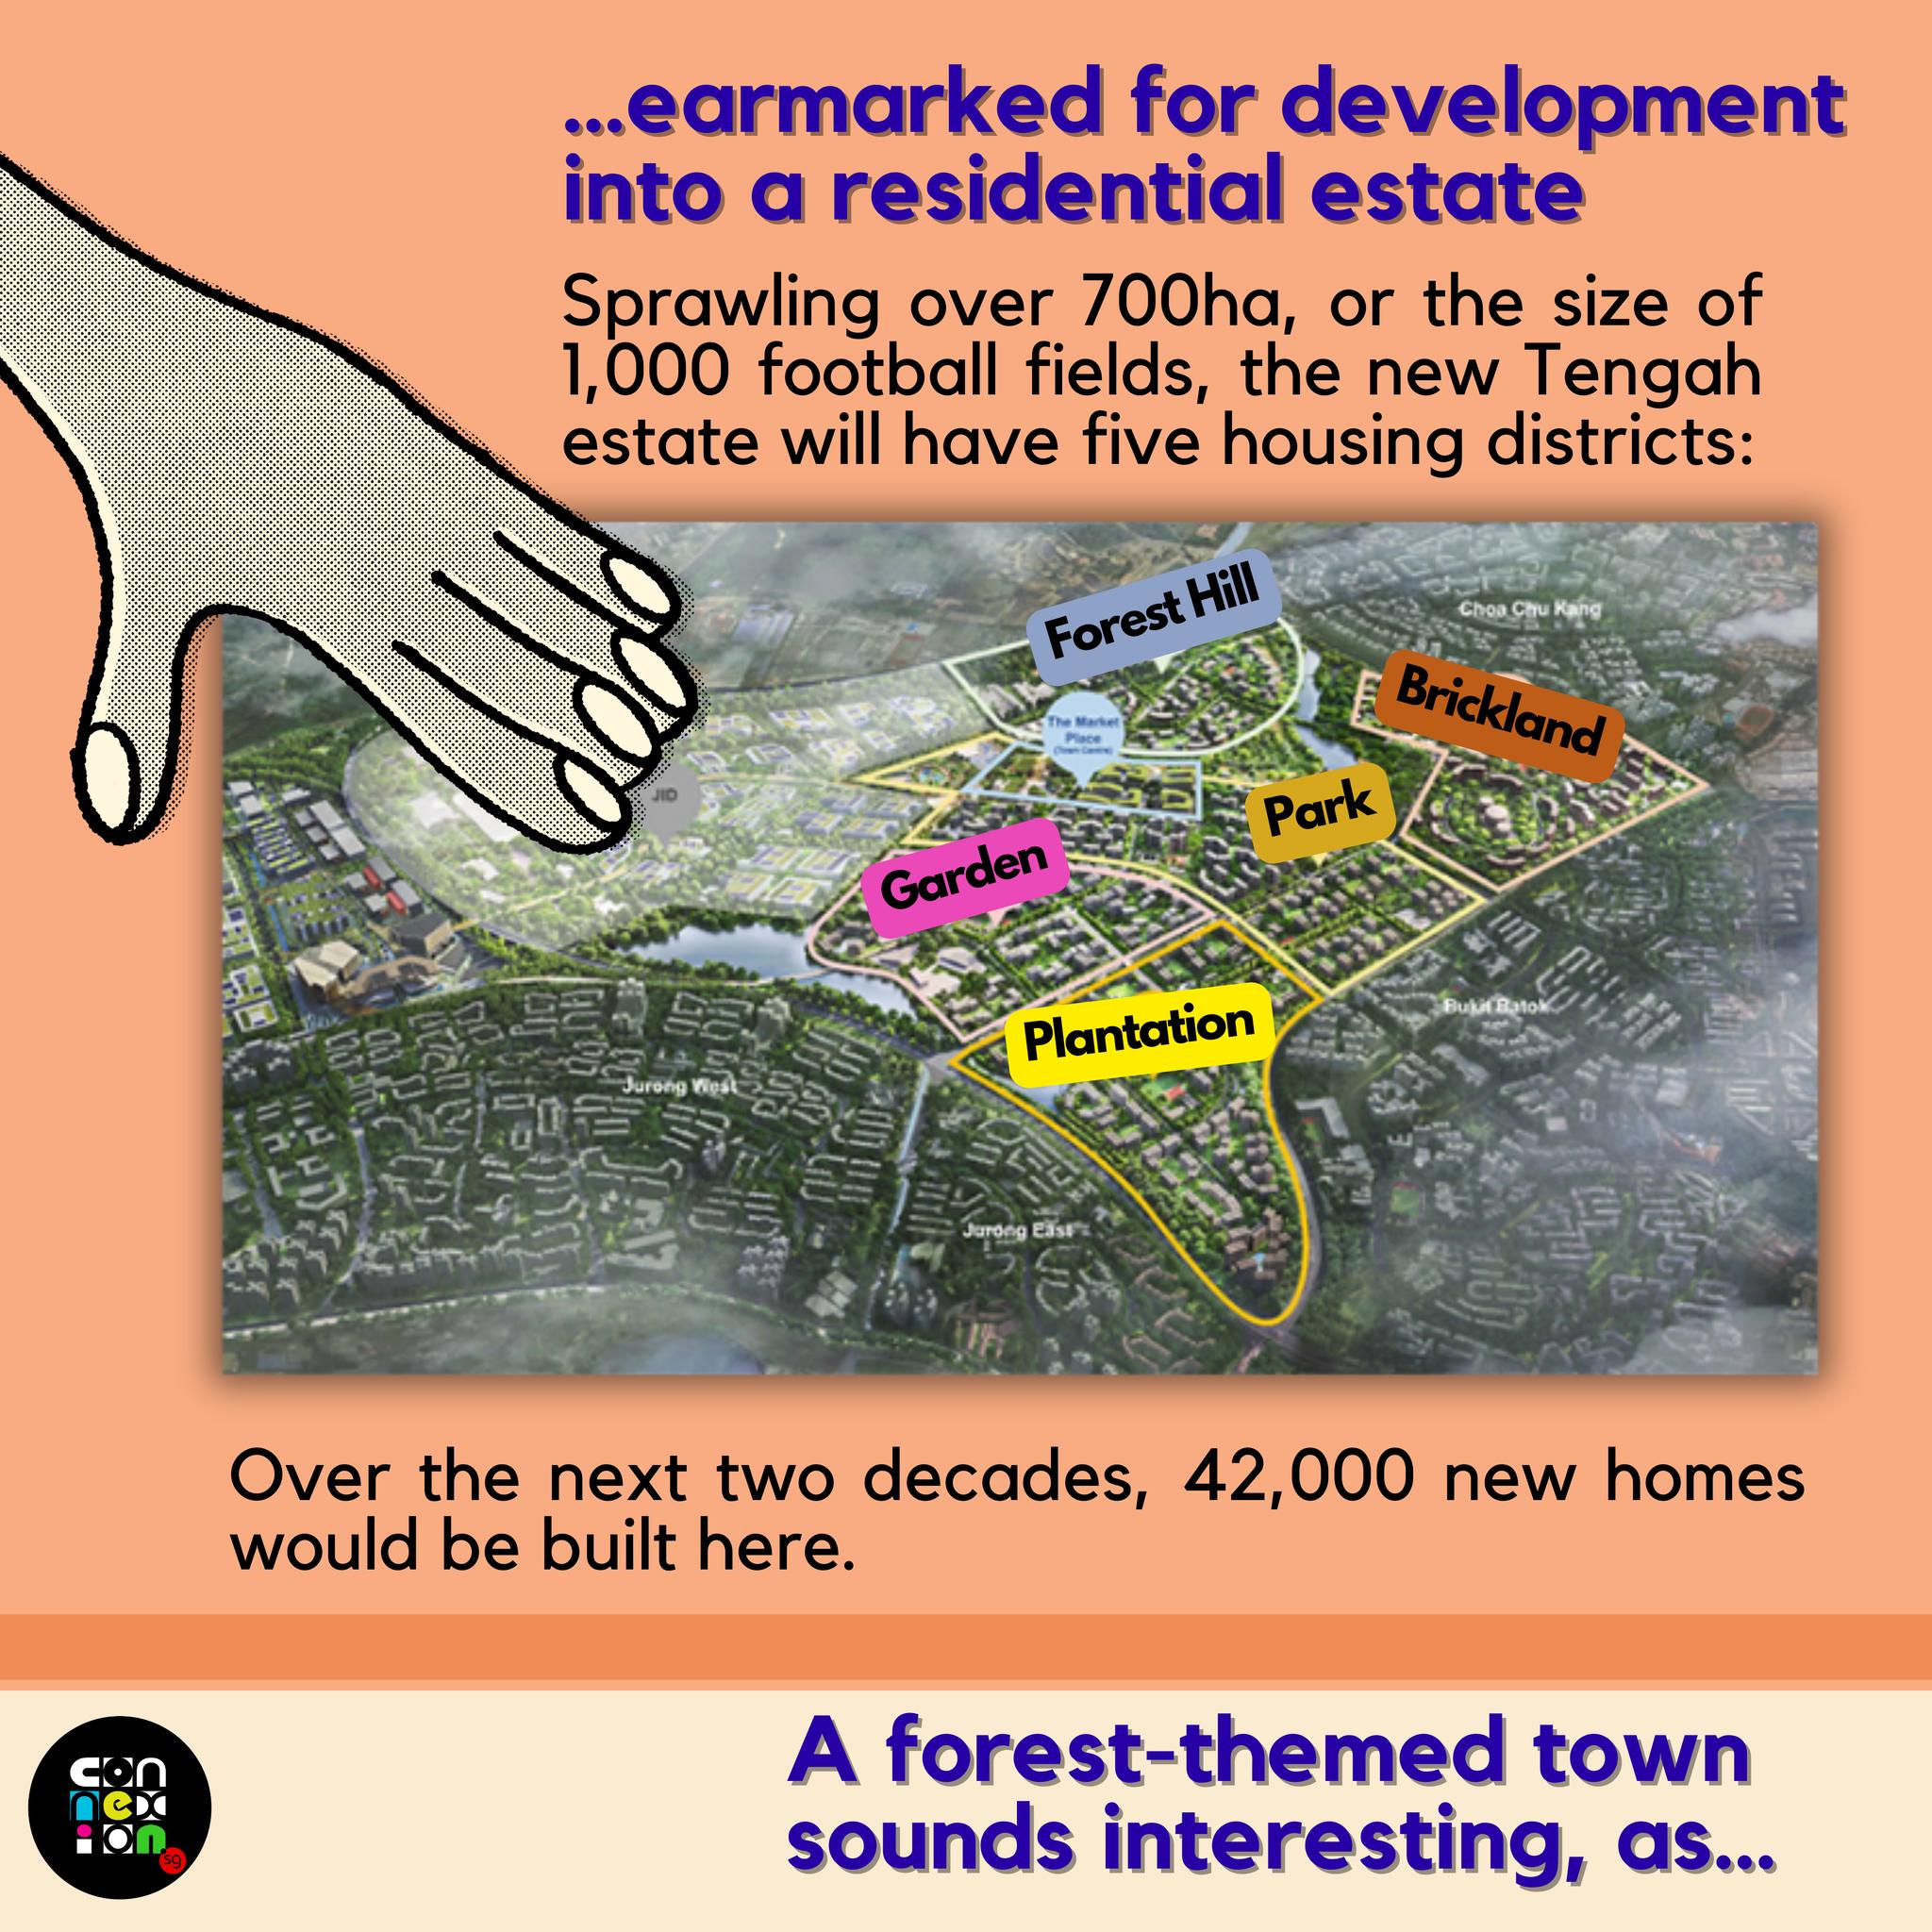 ...earmarked for development
into a residential estate
Sprawling over 700ha, or the size of
1,000 football fields, the new Tengah
estate will have five housing districts:
Forest Hill
Choa Chu Kang
Brickland
The Market
Place
(Town Centre)
Park
JID
Garden
Plantation
Bukit Batok
Jurong West
Jurong East
Over the next two decades, 42,000 new homes
would be built here.
A forest-themed town
sounds interesting, as...
con
nex
ion
sg